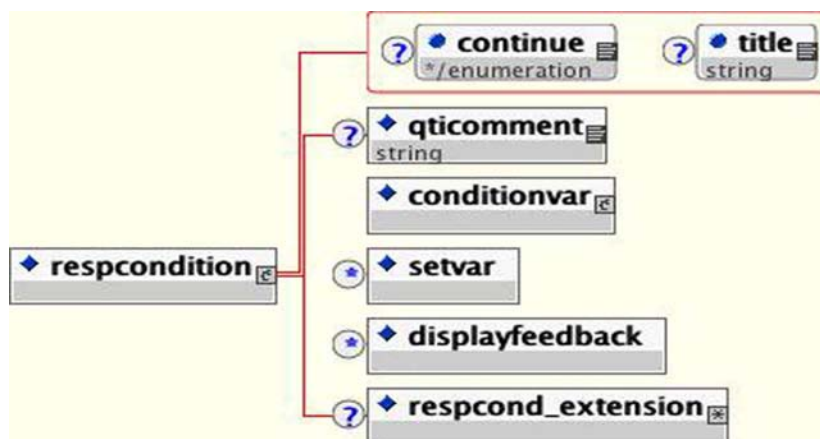 ? continue ? title
*/enumeration string
? qticomment
string
conditionvar c
respcondition c
* setvar
* displayfeedback
? respcond_extension *